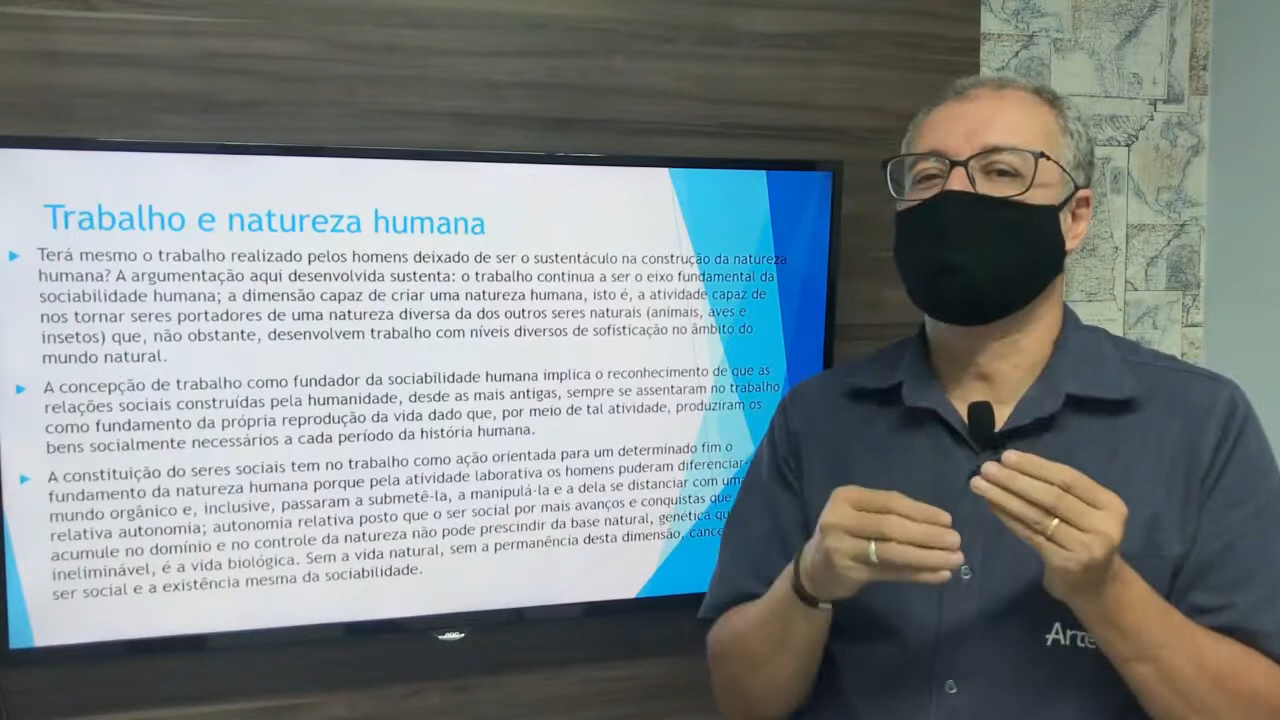 Trabalho e natureza humana
Terá mesmo o trabalho realizado pelos homens deixado de ser o sustentáculo na construção da natureza
humana? A argumentação aqui desenvolvida sustenta: o trabalho continua a ser o eixo fundamental da
sociabilidade humana; a dimensão capaz de criar uma natureza humana, isto é, a atividade capaz de
nos tornar seres portadores de uma natureza diversa da dos outros seres naturais (animais, aves e
insetos) que, não obstante, desenvolvem trabalho com níveis diversos de sofisticação no âmbito do
mundo natural.
A concepção de trabalho como fundador da sociabilidade humana implica o reconhecimento de que as
relações sociais construídas pela humanidade, desde as mais antigas, sempre se assentaram no trabalho
como fundamento da própria reprodução da vida dado que, por meio de tal atividade, produziram os
bens socialmente necessários a cada período da história humana.
A constituição do seres sociais tem no trabalho como ação orientada para um determinado fim o
fundamento da natureza humana porque pela atividade laborativa os homens puderam diferenciar-
mundo orgânico e, inclusive, passaram a submetê-la, a manipulá-la e a dela se distanciar com uma
relativa autonomia; autonomia relativa posto que o ser social por mais avanços e conquistas que
acumule no domínio e no controle da natureza não pode prescindir da base natural, genética qu
ineliminável, é a vida biológica. Sem a vida natural, sem a permanência desta dimensão, cance
ser social e a existência mesma da sociabilidade.
AOC
Arte